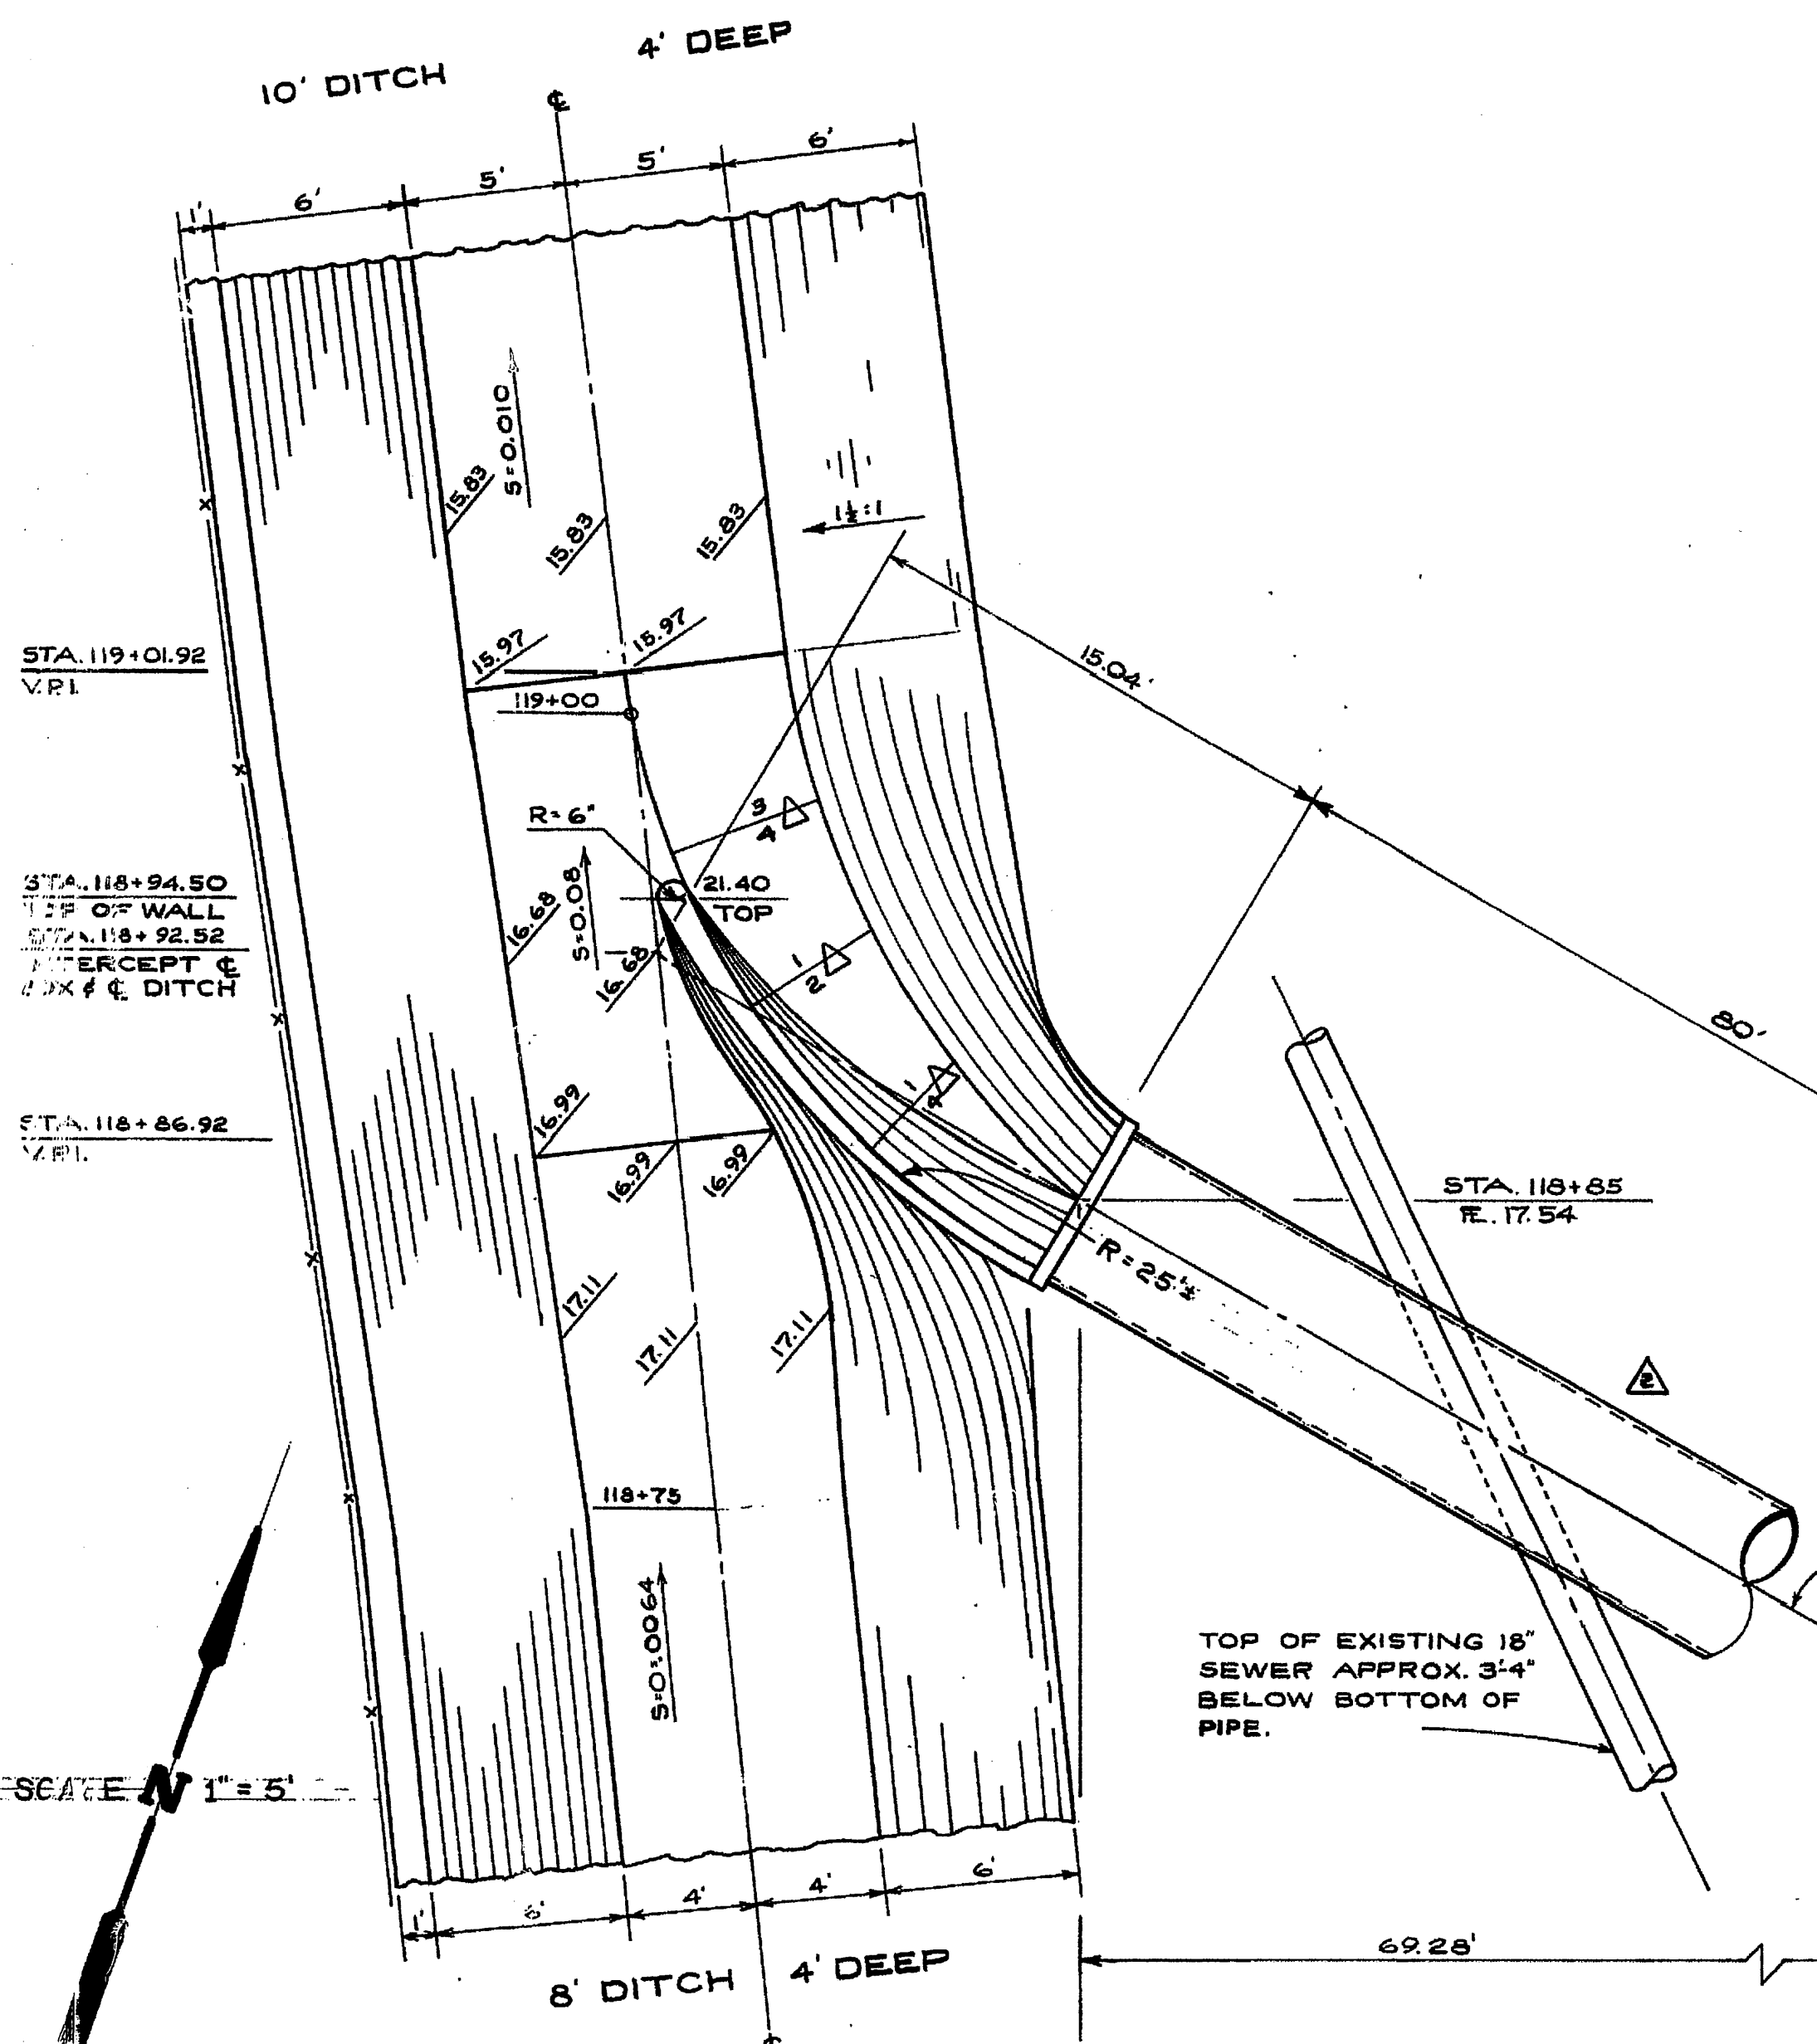 4' DEEP
10' DITCH
℄
1'
6'
5'
5'
6'
S=0.010
15.83
15.83
15.83
1½:1
15.97
15.97
STA. 119+01.92
V.P.I.
119+00
15.04'
R=6"
3
4
STA. 118+94.50
TOP OF WALL
STA. 118+92.52
INTERCEPT ℄
℄ DITCH
21.40
TOP
S=0.08
16.68
16.68
1
2
80'
1
4
STA. 118+86.92
V.P.I.
16.99
16.99
16.99
STA. 118+85
17.54
R=25'±
17.11
17.11
17.11
2
118+75
S=0.0064
TOP OF EXISTING 18"
SEWER APPROX. 3'-4"
BELOW BOTTOM OF
PIPE.
SCALE N 1"=5'
1'
6'
4'
4'
6'
69.28'
8' DITCH 4' DEEP